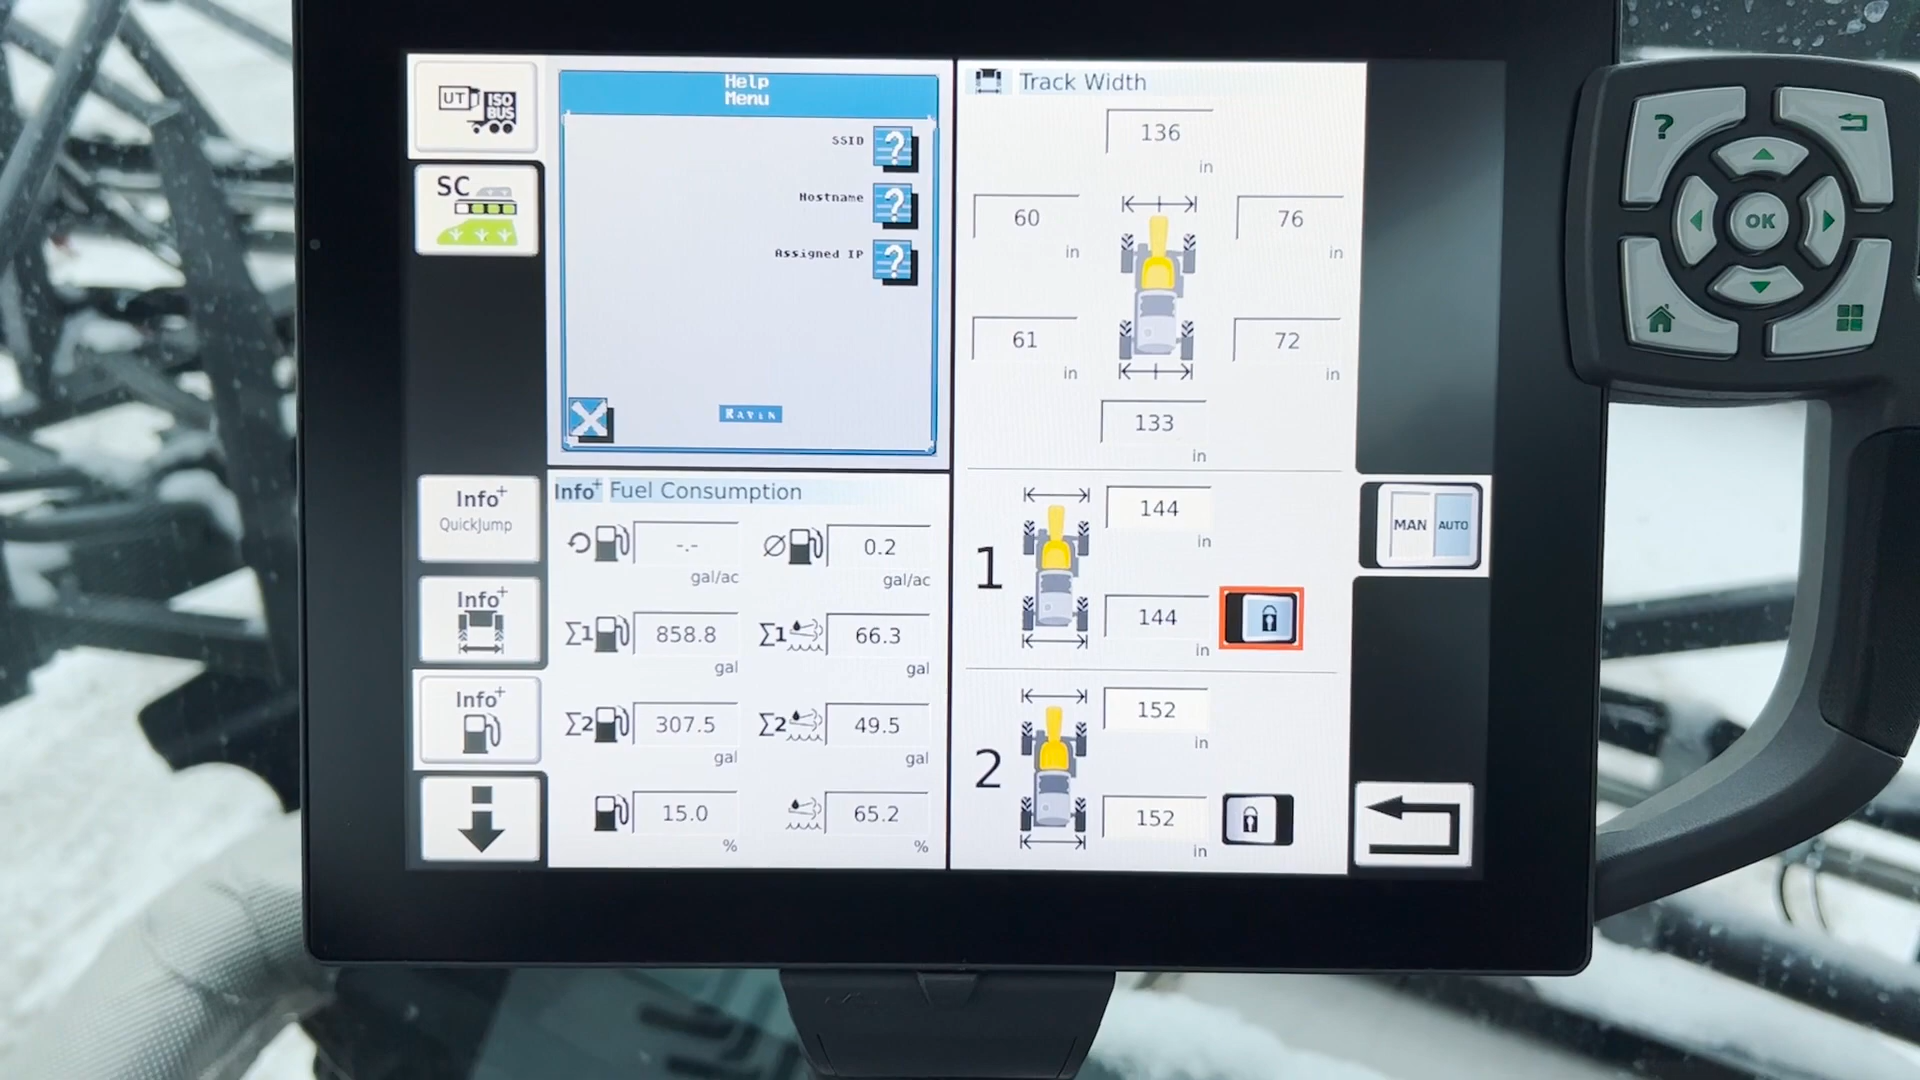 UT
ISO
BUS
SC
Help
Menu
SSID ?
Hostname ?
Assigned IP ?
RAVEN
Info+
QuickJump
Info+
Info+
Info+ Fuel Consumption
-.-
gal/ac
Ø 0.2
gal/ac
Σ1 858.8
gal
Σ1 66.3
gal
Σ2 307.5
gal
Σ2 49.5
gal
15.0
%
65.2
%
Track Width
136
in
60
in
76
in
61
in
72
in
133
in
1
144
in
144
in
2
152
in
152
in
MAN AUTO
?
OK